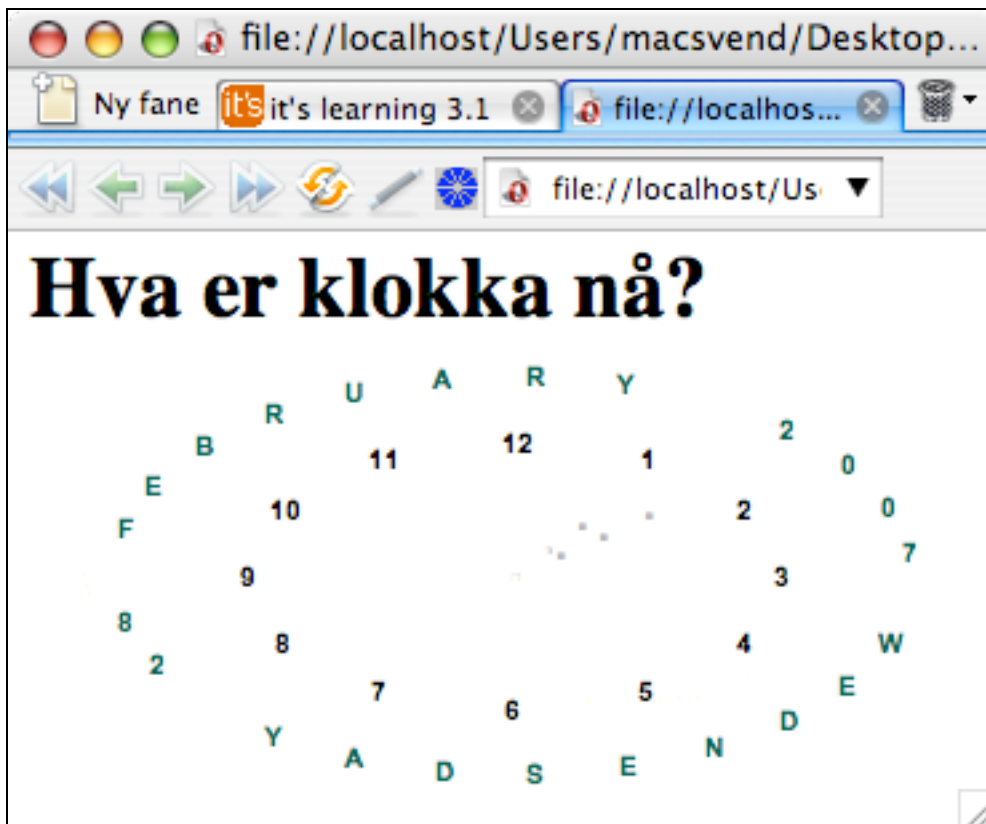 file://localhost/Users/macsvend/Desktop...
Ny fane
it's it's learning 3.1
file://localhos...
file://localhost/Us
Hva er klokka nå?
WEDNESDAY 28 FEBRUARY 2007
12 1 2 3 4 5 6 7 8 9 10 11